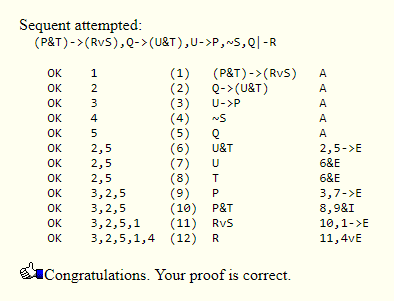 Sequent attempted:
(P&T)->(RvS),Q->(U&T),U->P,~S,Q|-R
OK 1 (1) (P&T)->(RvS) A
OK 2 (2) Q->(U&T) A
OK 3 (3) U->P A
OK 4 (4) ~S A
OK 5 (5) Q A
OK 2,5 (6) U&T 2,5->E
OK 2,5 (7) U 6&E
OK 2,5 (8) T 6&E
OK 3,2,5 (9) P 3,7->E
OK 3,2,5 (10) P&T 8,9&I
OK 3,2,5,1 (11) RvS 10,1->E
OK 3,2,5,1,4 (12) R 11,4vE
Congratulations. Your proof is correct.